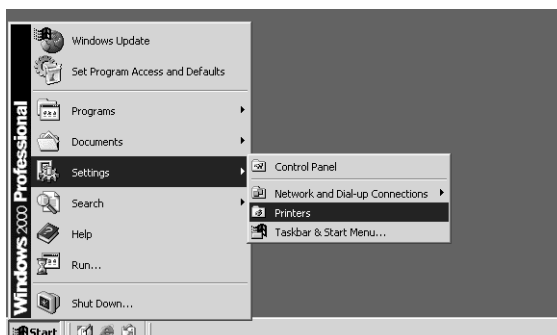 Windows Update
Set Program Access and Defaults
Programs
Documents
Settings
Search
Help
Run...
Shut Down...
Windows 2000 Professional
Control Panel
Network and Dial-up Connections
Printers
Taskbar & Start Menu...
Start